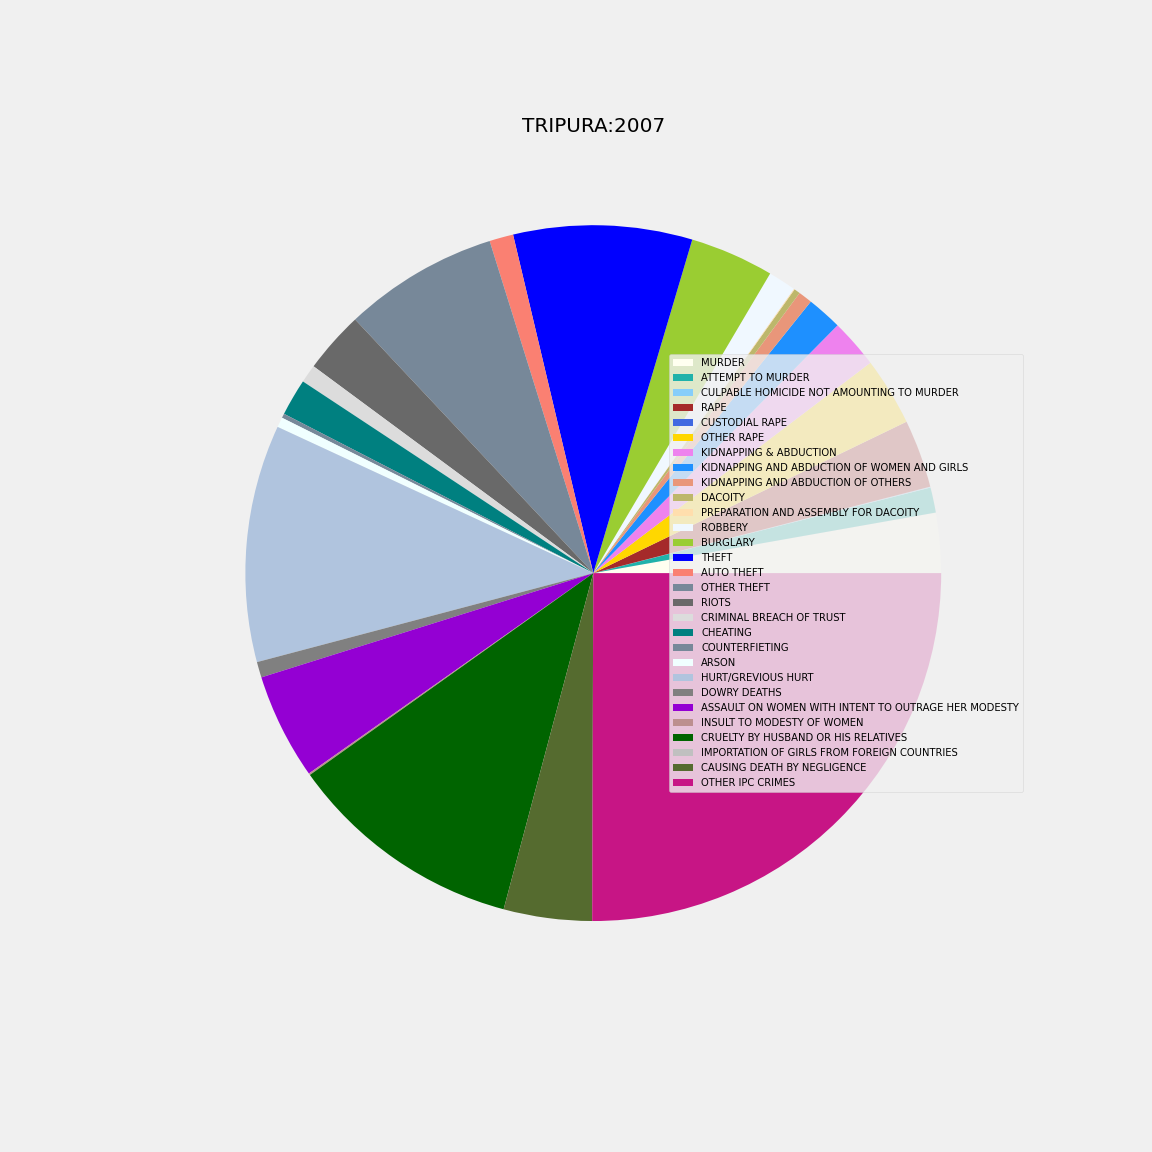 TRIPURA:2007
MURDER
ATTEMPT TO MURDER
CULPABLE HOMICIDE NOT AMOUNTING TO MURDER
RAPE
CUSTODIAL RAPE
OTHER RAPE
KIDNAPPING & ABDUCTION
KIDNAPPING AND ABDUCTION OF WOMEN AND GIRLS
KIDNAPPING AND ABDUCTION OF OTHERS
DACOITY
PREPARATION AND ASSEMBLY FOR DACOITY
ROBBERY
BURGLARY
THEFT
AUTO THEFT
OTHER THEFT
RIOTS
CRIMINAL BREACH OF TRUST
CHEATING
COUNTERFIETING
ARSON
HURT/GREVIOUS HURT
DOWRY DEATHS
ASSAULT ON WOMEN WITH INTENT TO OUTRAGE HER MODESTY
INSULT TO MODESTY OF WOMEN
CRUELTY BY HUSBAND OR HIS RELATIVES
IMPORTATION OF GIRLS FROM FOREIGN COUNTRIES
CAUSING DEATH BY NEGLIGENCE
OTHER IPC CRIMES